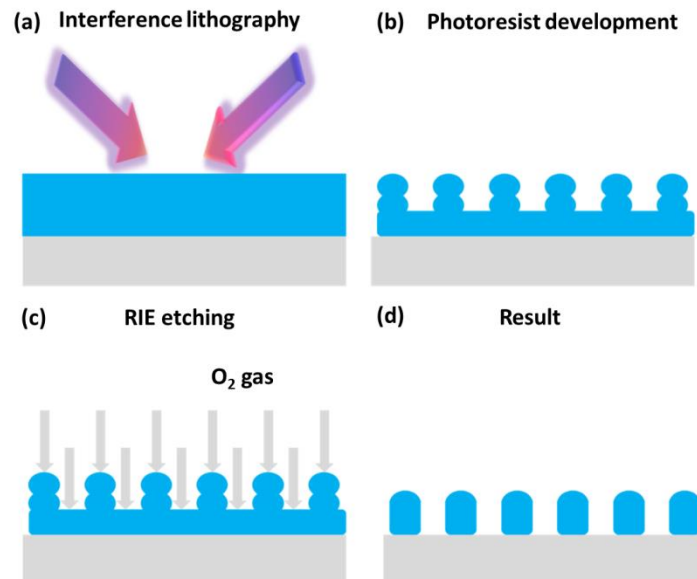 (a) Interference lithography
(b) Photoresist development
(c) RIE etching
O₂ gas
(d) Result